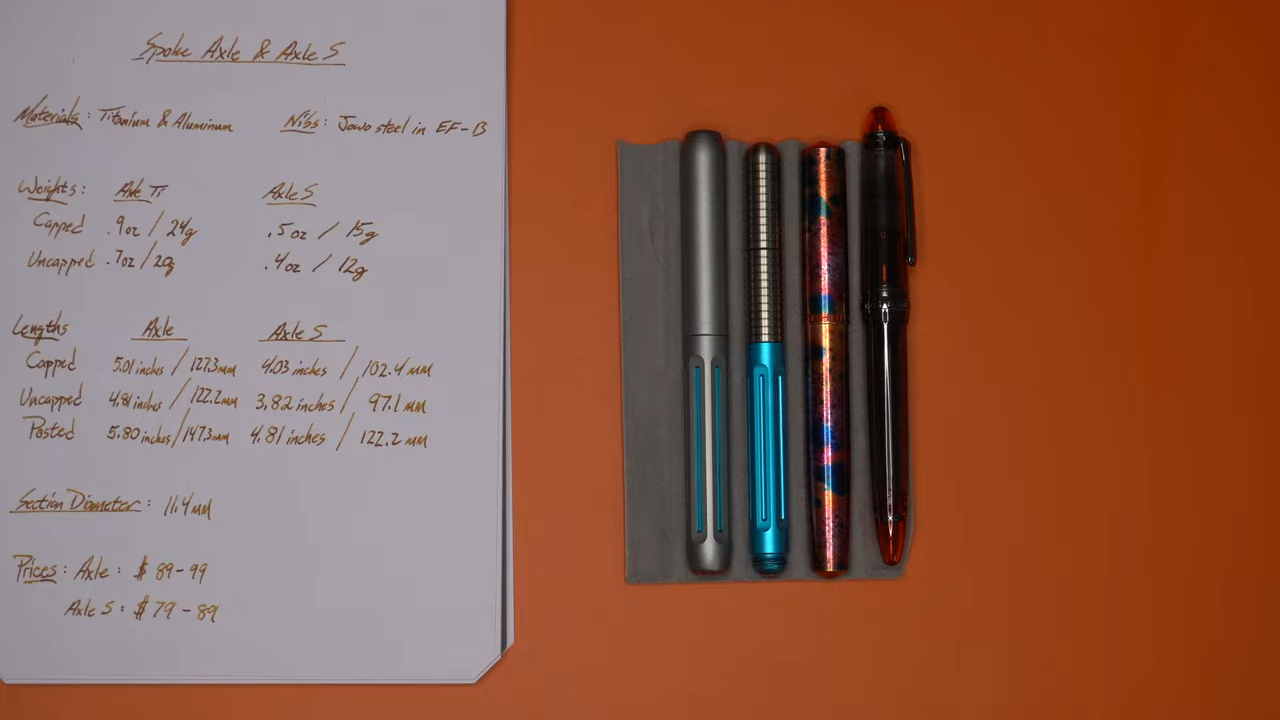 Spoke Axle & Axle S
Materials: Titanium & Aluminum Nibs: Jowo steel in EF-B
Weights: Axle Ti Axle S
Capped .9oz / 24g .5oz / 15g
Uncapped .7oz / 20g .4oz / 12g
Lengths Axle Axle S
Capped 5.01 inches / 127.3mm 4.03 inches / 102.4mm
Uncapped 4.81 inches / 122.2mm 3.82 inches / 97.1mm
Posted 5.80 inches / 147.3mm 4.81 inches / 122.2mm
Section Diameter: 11.4mm
Prices: Axle: $89-99
Axle S: $79-89